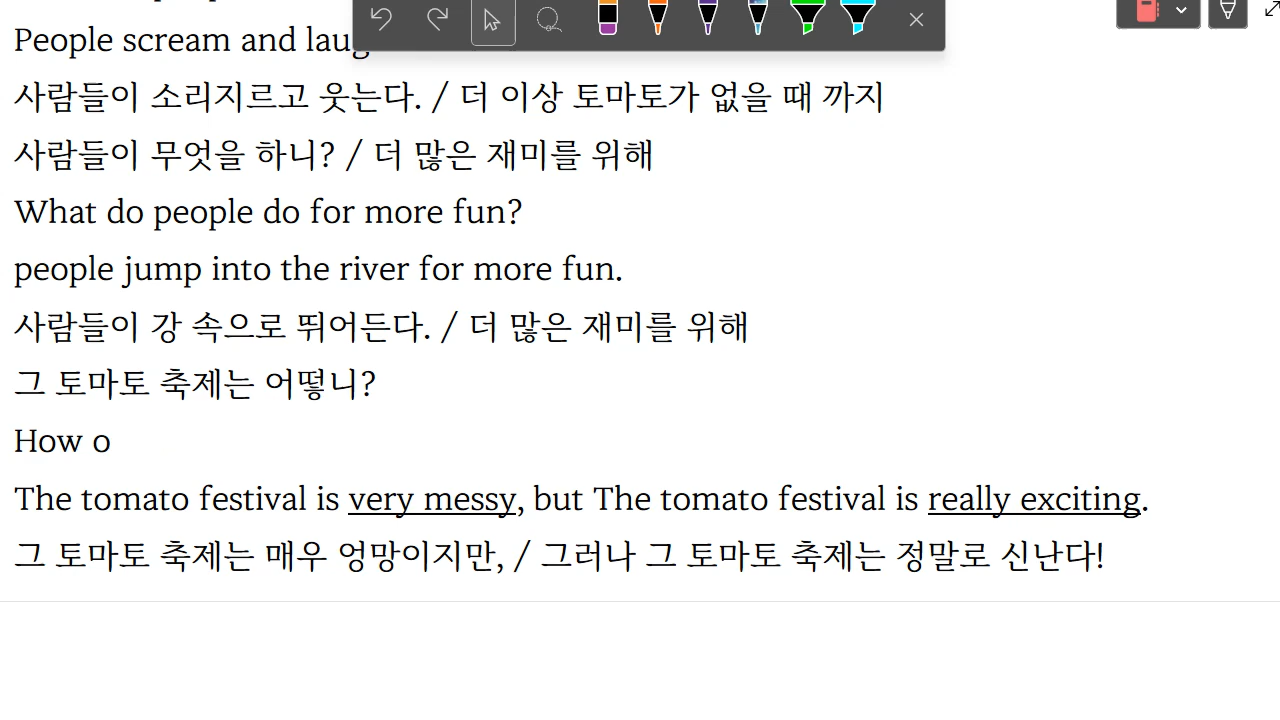 People scream and laug
사람들이 소리지르고 웃는다. / 더 이상 토마토가 없을 때 까지
사람들이 무엇을 하니? / 더 많은 재미를 위해
What do people do for more fun?
people jump into the river for more fun.
사람들이 강 속으로 뛰어든다. / 더 많은 재미를 위해
그 토마토 축제는 어떻니?
How o
The tomato festival is very messy, but The tomato festival is really exciting.
그 토마토 축제는 매우 엉망이지만, / 그러나 그 토마토 축제는 정말로 신난다!